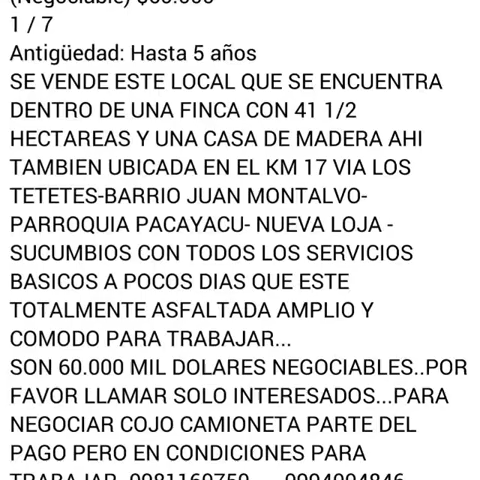 (Negociable) $60.000
1 / 7
Antigüedad: Hasta 5 años
SE VENDE ESTE LOCAL QUE SE ENCUENTRA
DENTRO DE UNA FINCA CON 41 1/2
HECTAREAS Y UNA CASA DE MADERA AHI
TAMBIEN UBICADA EN EL KM 17 VIA LOS
TETETES-BARRIO JUAN MONTALVO-
PARROQUIA PACAYACU- NUEVA LOJA -
SUCUMBIOS CON TODOS LOS SERVICIOS
BASICOS A POCOS DIAS QUE ESTE
TOTALMENTE ASFALTADA AMPLIO Y
COMODO PARA TRABAJAR...
SON 60.000 MIL DOLARES NEGOCIABLES..POR
FAVOR LLAMAR SOLO INTERESADOS...PARA
NEGOCIAR COJO CAMIONETA PARTE DEL
PAGO PERO EN CONDICIONES PARA
TRABAJAR